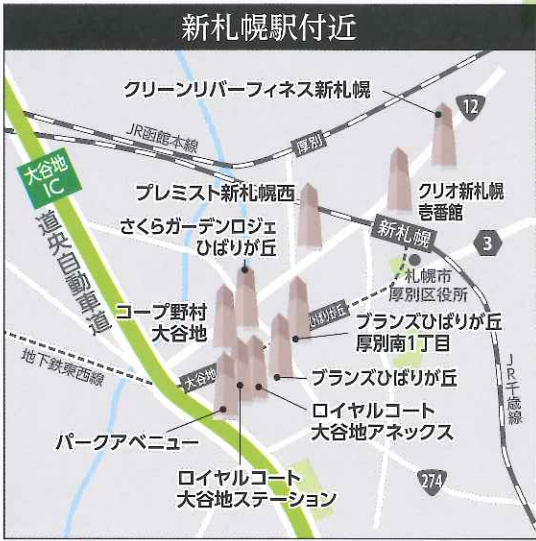 新札幌駅付近
クリーンリバーフィネス新札幌
12
JR函館本線
厚別
大谷地
IC
プレミスト新札幌西
クリオ新札幌
壱番館
さくらガーデンロジェ
ひばりが丘
新札幌
3
道央自動車道
札幌市
厚別区役所
コープ野村
大谷地
ひばりが丘
ブランズひばりが丘
厚別南1丁目
地下鉄東西線
大谷地
ブランズひばりが丘
JR千歳線
ロイヤルコート
大谷地アネックス
パークアベニュー
ロイヤルコート
大谷地ステーション
274